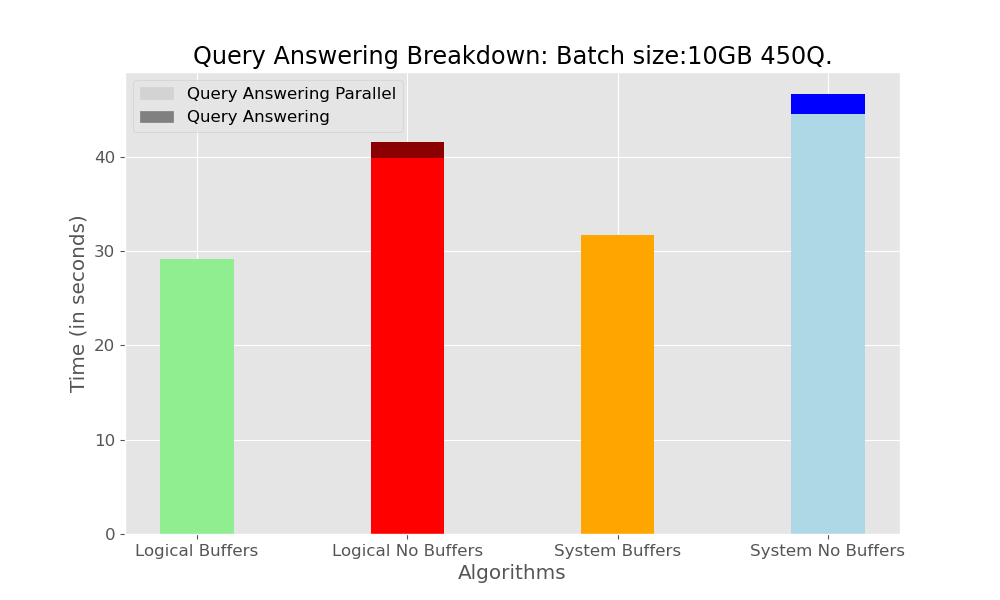 Query Answering Breakdown: Batch size:10GB 450Q.
Query Answering Parallel
Query Answering
Time (in seconds)
40
30
20
10
0
Logical Buffers
Logical No Buffers
System Buffers
System No Buffers
Algorithms